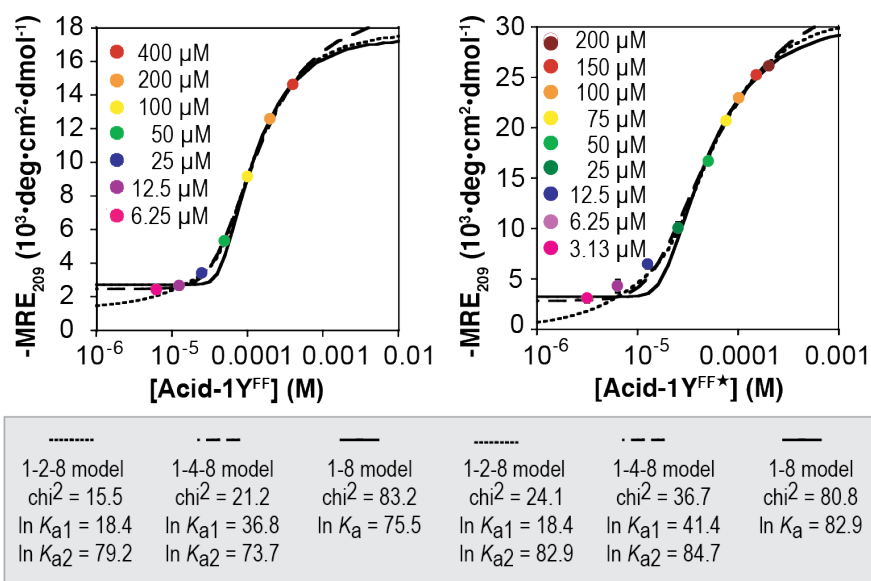 -MRE209 (10³•deg•cm²•dmol⁻¹)
18
16
14
12
10
8
6
4
2
0
400 µM
200 µM
100 µM
50 µM
25 µM
12.5 µM
6.25 µM
10⁻⁶ 10⁻⁵ 0.0001 0.001 0.01
[Acid-1Yᶠᶠ] (M)
-MRE209 (10³•deg•cm²•dmol⁻¹)
30
25
20
15
10
5
0
200 µM
150 µM
100 µM
75 µM
50 µM
25 µM
12.5 µM
6.25 µM
3.13 µM
10⁻⁶ 10⁻⁵ 0.0001 0.001
[Acid-1Yᶠᶠ★] (M)
1-2-8 model
chi² = 15.5
ln Ka1 = 18.4
ln Ka2 = 79.2
1-4-8 model
chi² = 21.2
ln Ka1 = 36.8
ln Ka2 = 73.7
1-8 model
chi² = 83.2
ln Ka = 75.5
1-2-8 model
chi² = 24.1
ln Ka1 = 18.4
ln Ka2 = 82.9
1-4-8 model
chi² = 36.7
ln Ka1 = 41.4
ln Ka2 = 84.7
1-8 model
chi² = 80.8
ln Ka = 82.9